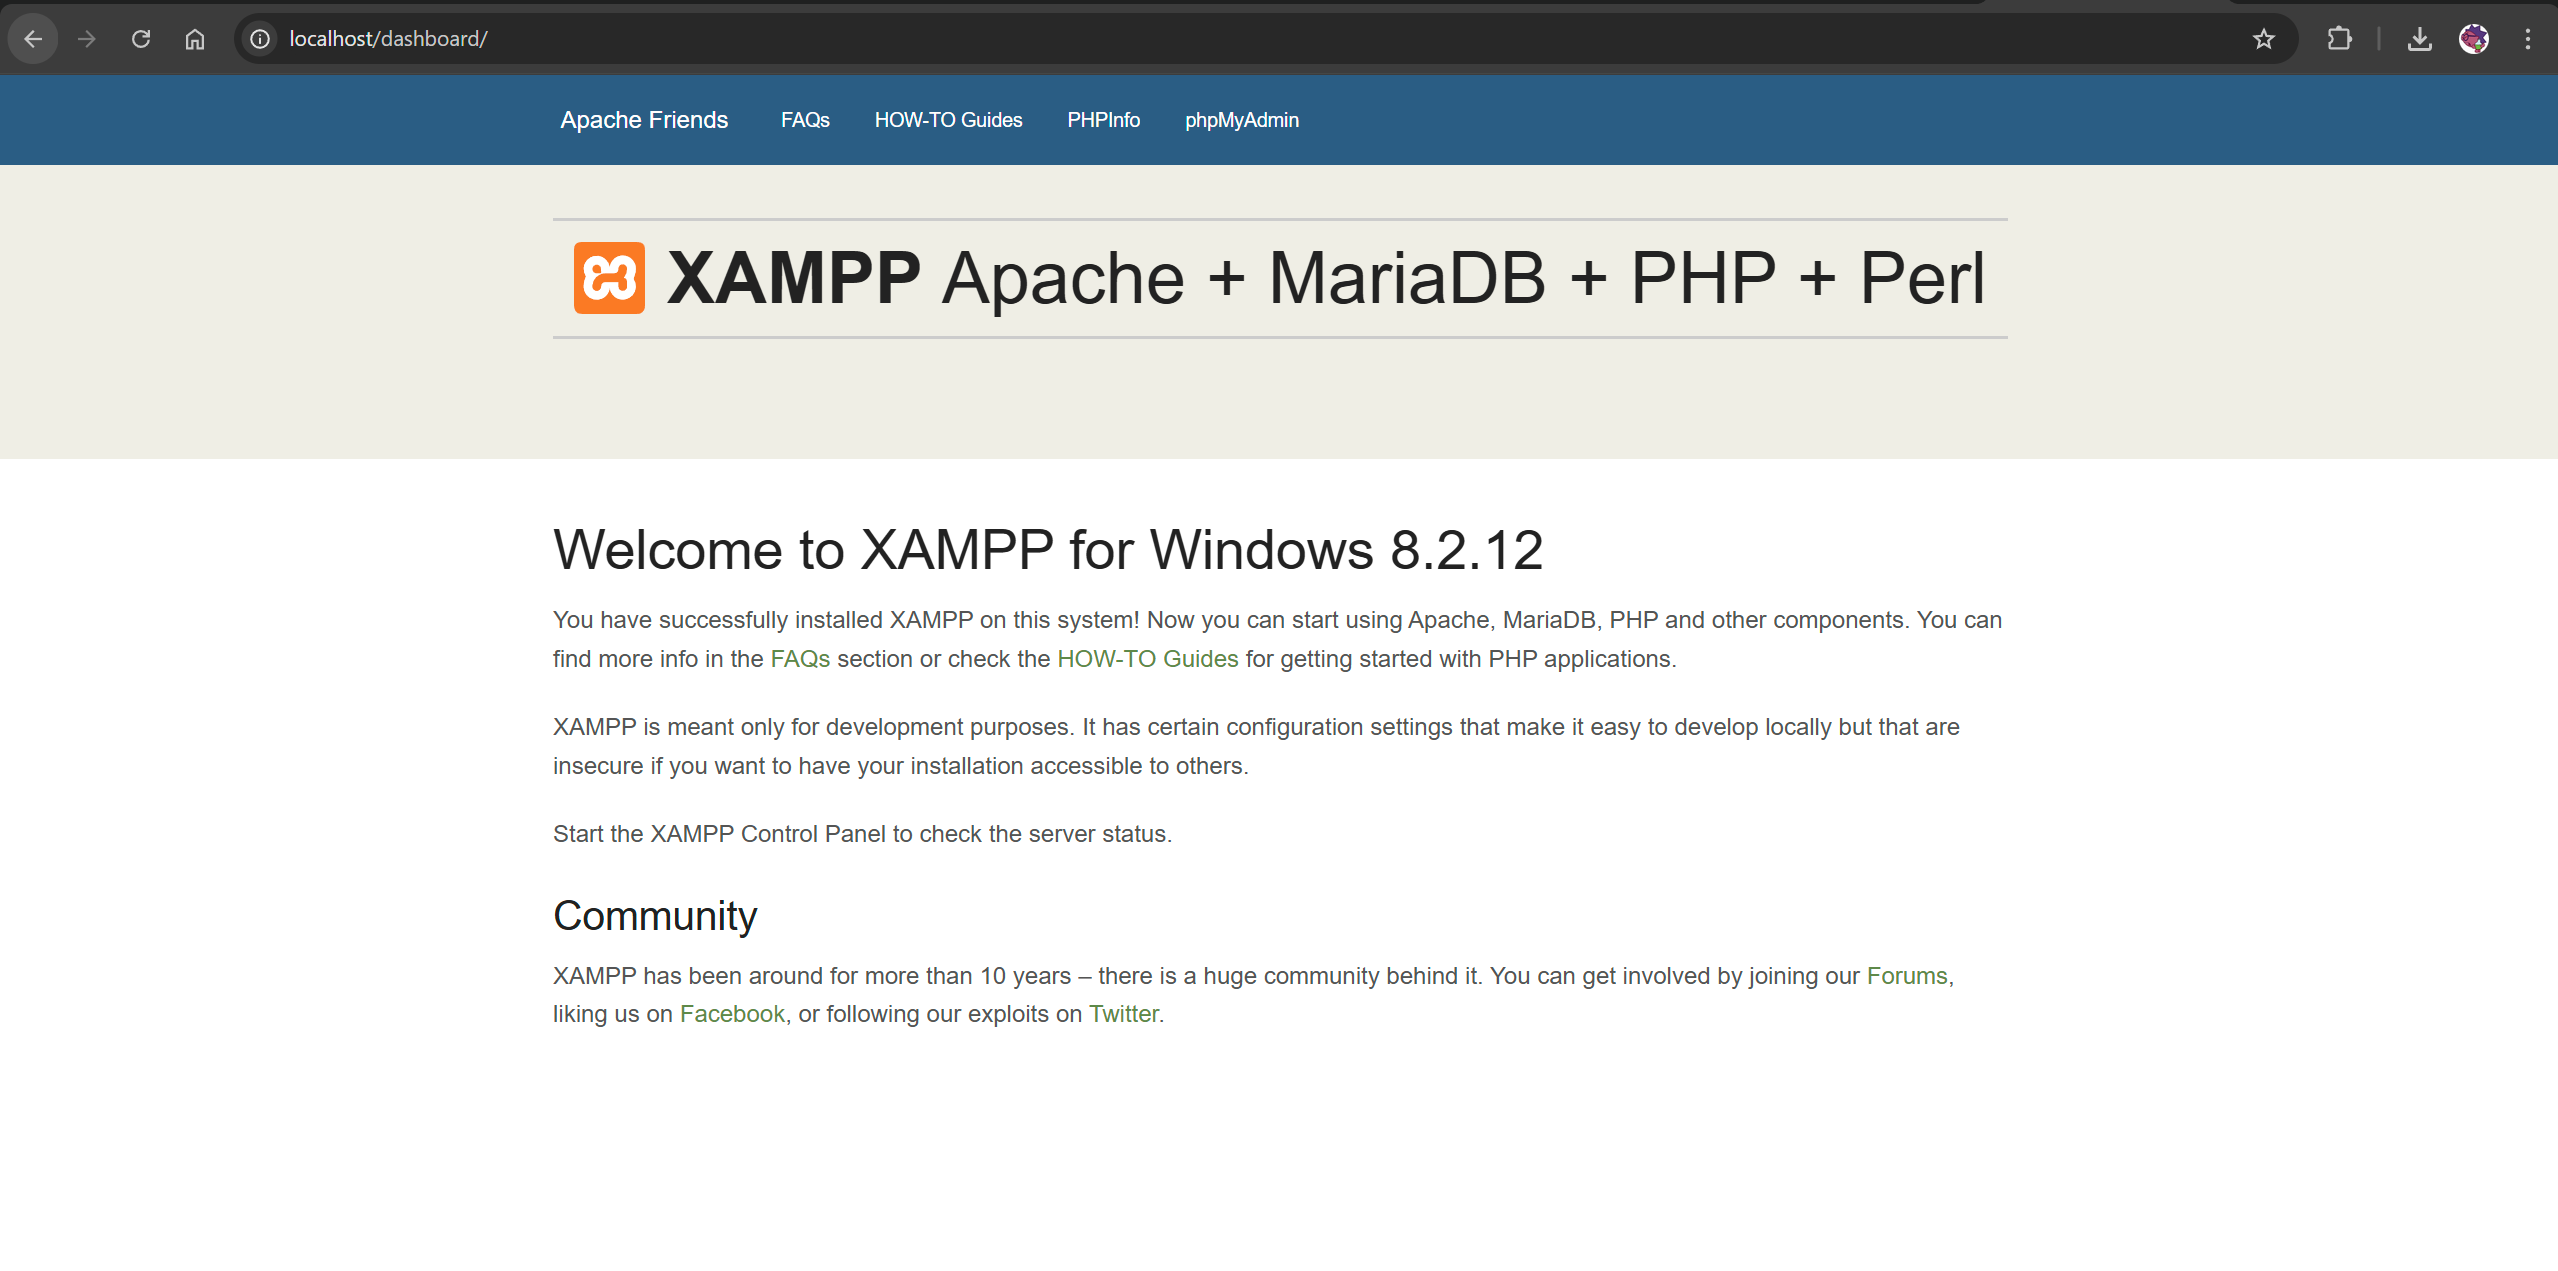 localhost/dashboard/
Apache Friends FAQs HOW-TO Guides PHPInfo phpMyAdmin
XAMPP Apache + MariaDB + PHP + Perl
Welcome to XAMPP for Windows 8.2.12
You have successfully installed XAMPP on this system! Now you can start using Apache, MariaDB, PHP and other components. You can
find more info in the FAQs section or check the HOW-TO Guides for getting started with PHP applications.
XAMPP is meant only for development purposes. It has certain configuration settings that make it easy to develop locally but that are
insecure if you want to have your installation accessible to others.
Start the XAMPP Control Panel to check the server status.
Community
XAMPP has been around for more than 10 years – there is a huge community behind it. You can get involved by joining our Forums,
liking us on Facebook, or following our exploits on Twitter.